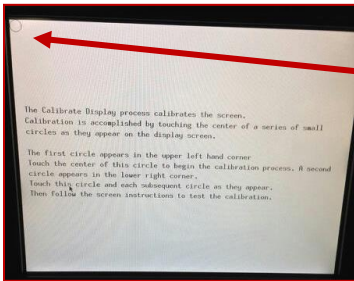 The Calibrate Display process calibrates the screen.
Calibration is accomplished by touching the center of a series of small
circles as they appear on the display screen.
The first circle appears in the upper left hand corner
Touch the center of this circle to begin the calibration process. A second
circle appears in the lower right corner.
Touch this circle and each subsequent circle as they appear.
Then follow the screen instructions to test the calibration.